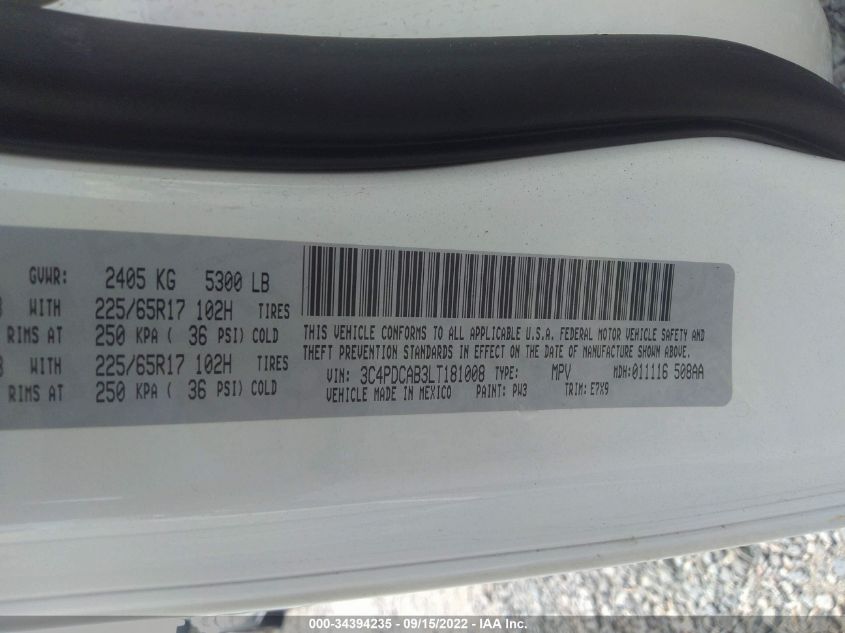 GVWR: 2405 KG 5300 LB
WITH 225/65R17 102H TIRES
RIMS AT 250 KPA ( 36 PSI) COLD
WITH 225/65R17 102H TIRES
RIMS AT 250 KPA ( 36 PSI) COLD
THIS VEHICLE CONFORMS TO ALL APPLICABLE U.S.A. FEDERAL MOTOR VEHICLE SAFETY AND
THEFT PREVENTION STANDARDS IN EFFECT ON THE DATE OF MANUFACTURE SHOWN ABOVE.
VIN: 3C4PDCAB3LT181008 TYPE: MPV MDH:011116 508AA
VEHICLE MADE IN MEXICO PAINT: PW3 TRIM: E7X9
000-34394235 - 09/15/2022 - IAA Inc.